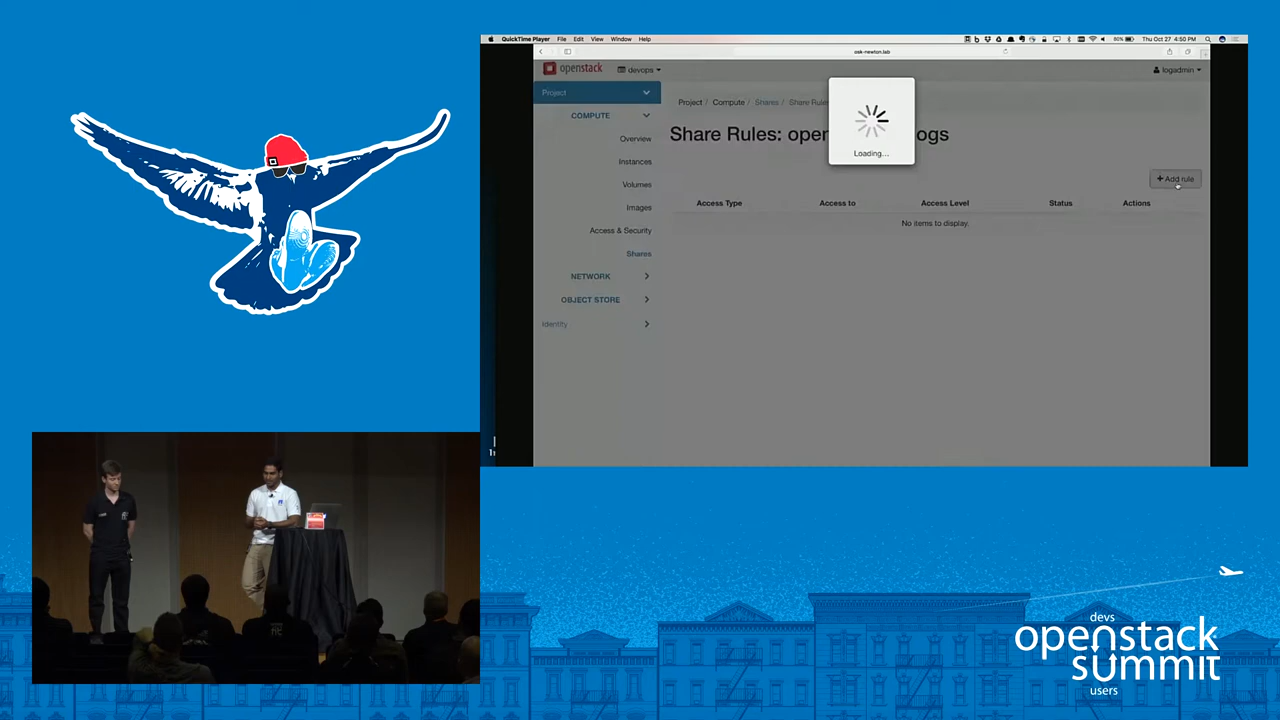 QuickTime Player File Edit View Window Help
80% Thu Oct 27 4:50 PM
osk-newton.lab
openstack devops logadmin
Project
COMPUTE
Overview
Instances
Volumes
Images
Access & Security
Shares
NETWORK
OBJECT STORE
Identity
Project / Compute / Shares / Share Rules
Share Rules: open ogs
Loading...
+ Add rule
Access Type Access to Access Level Status Actions
No items to display.
devs
openstack
summit
users